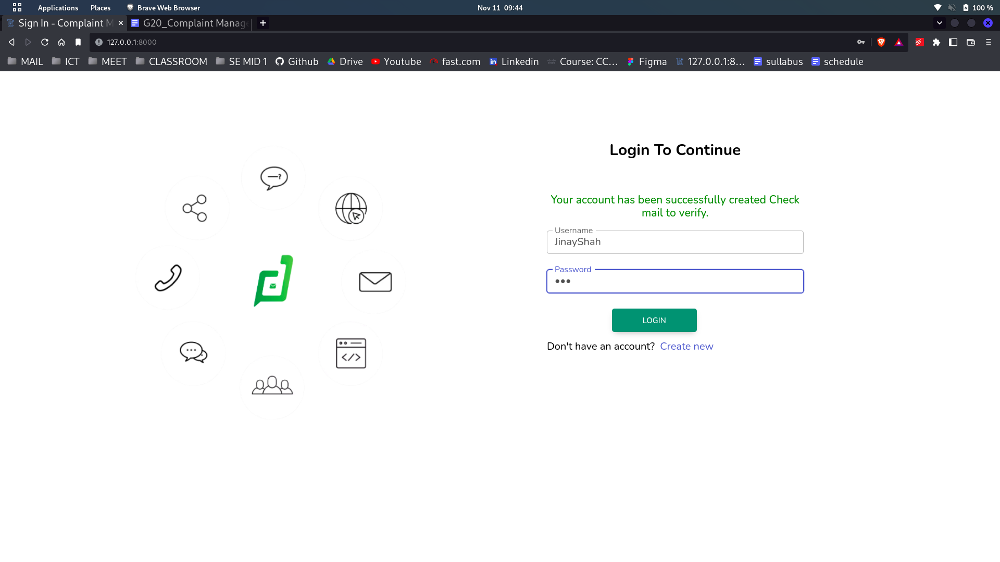 Applications Places Brave Web Browser Nov 11 09:44 100 %
Sign In - Complaint M G20_Complaint Manage
127.0.0.1:8000
MAIL ICT MEET CLASSROOM SE MID 1 Github Drive Youtube fast.com Linkedin Course: CC... Figma 127.0.0.1:8... sullabus schedule
Login To Continue
Your account has been successfully created Check
mail to verify.
Username
JinayShah
Password
•••
LOGIN
Don't have an account? Create new